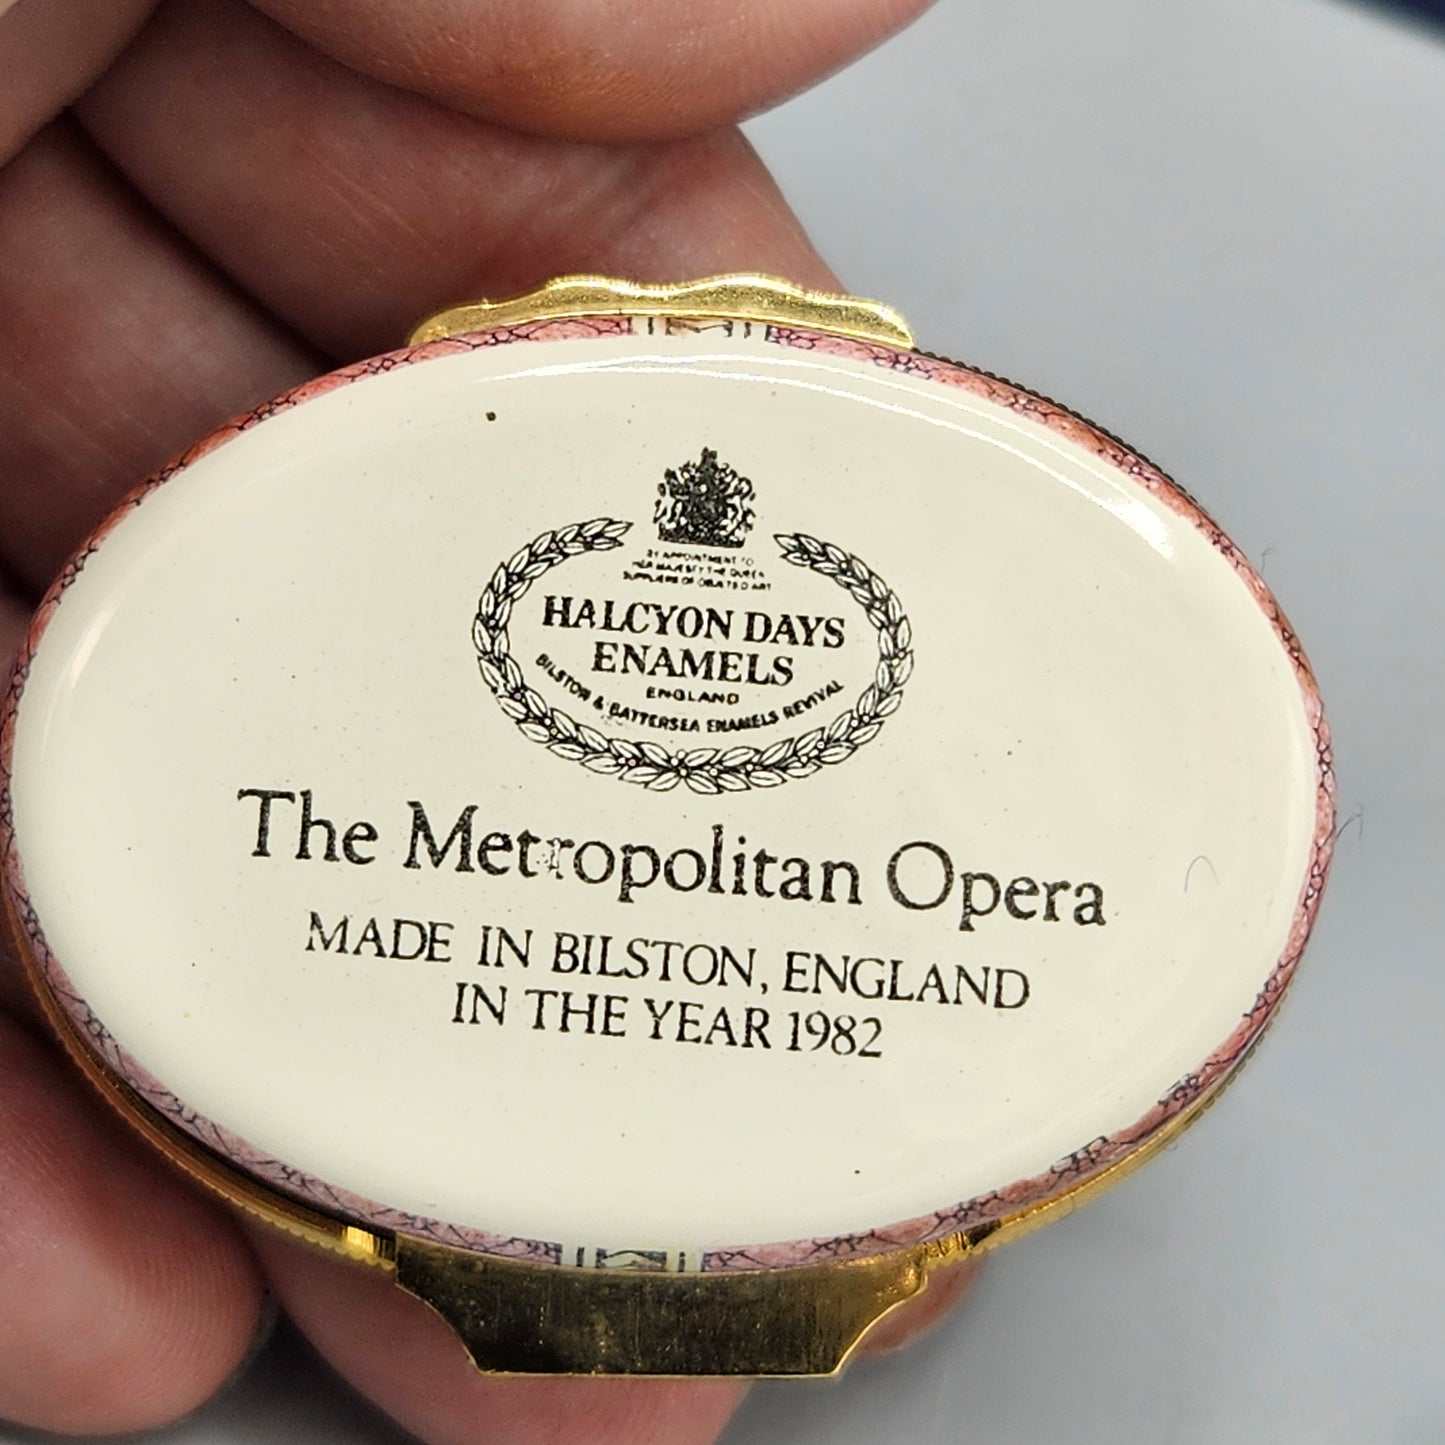 BY APPOINTMENT TO
HER MAJESTY THE QUEEN
SUPPLIERS OF OBJETS D'ART
HALCYON DAYS
ENAMELS
ENGLAND
BILSTON & BATTERSEA ENAMELS REVIVAL
The Metropolitan Opera
MADE IN BILSTON, ENGLAND
IN THE YEAR 1982